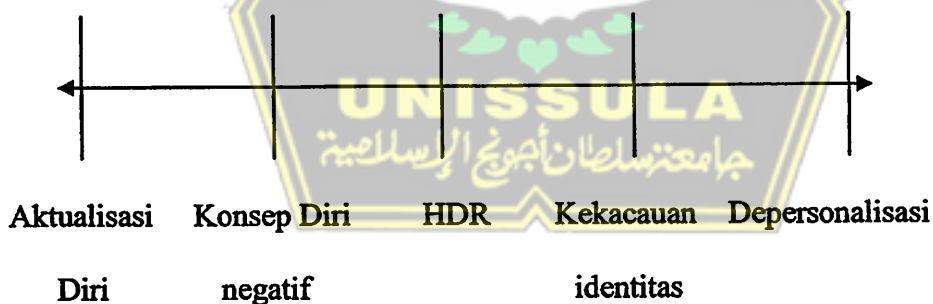 UNISSULA
جامعة سلطان أجونج الإسلامية
Aktualisasi Konsep Diri HDR Kekacauan Depersonalisasi
Diri negatif identitas